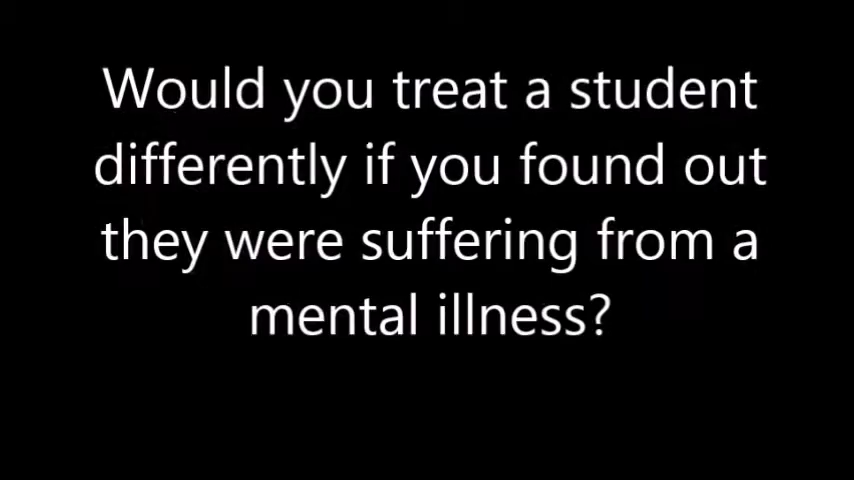 Would you treat a student
differently if you found out
they were suffering from a
mental illness?